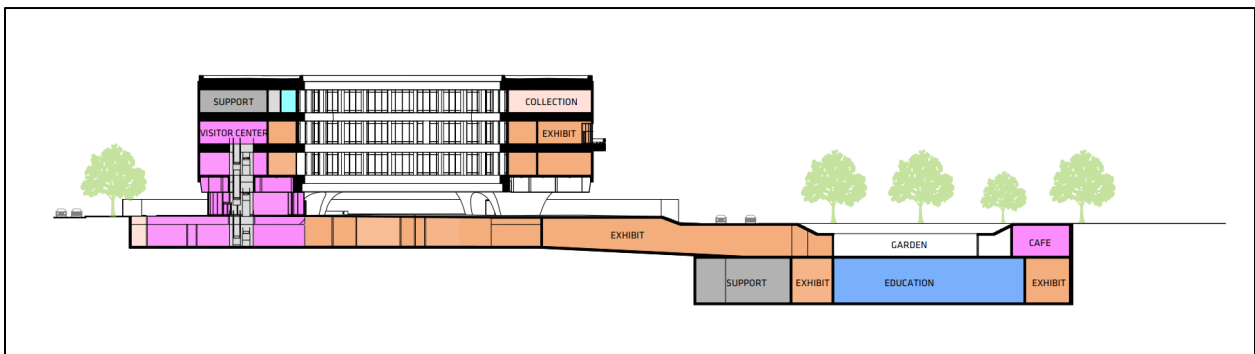 SUPPORT
COLLECTION
VISITOR CENTER
EXHIBIT
EXHIBIT
GARDEN
CAFE
SUPPORT
EXHIBIT
EDUCATION
EXHIBIT